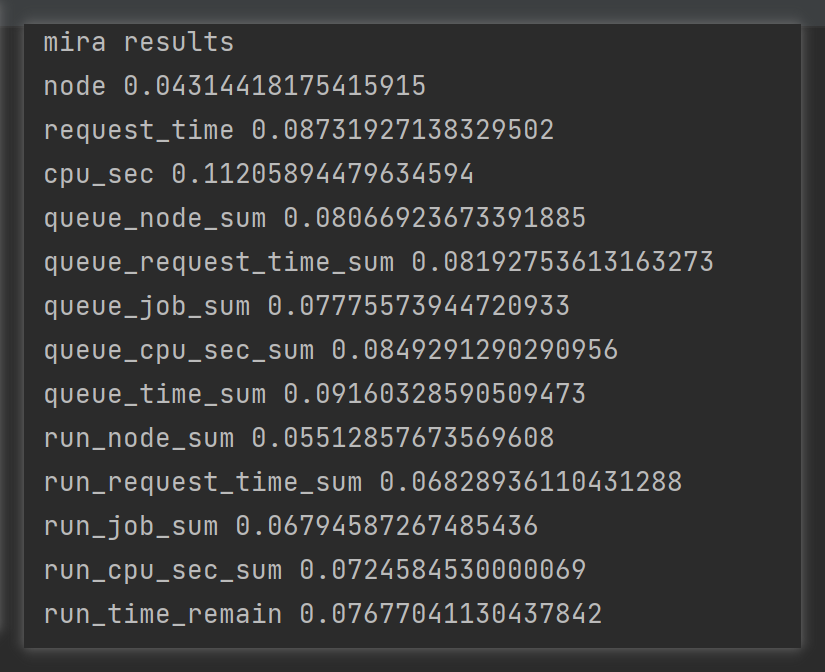 mira results
node 0.04314418175415915
request_time 0.08731927138329502
cpu_sec 0.11205894479634594
queue_node_sum 0.08066923673391885
queue_request_time_sum 0.081927553613163273
queue_job_sum 0.07775573944720933
queue_cpu_sec_sum 0.0849291290290956
queue_time_sum 0.09160328590509473
run_node_sum 0.05512857673569608
run_request_time_sum 0.06828936110431288
run_job_sum 0.06794587267485436
run_cpu_sec_sum 0.0724584530000069
run_time_remain 0.07677041130437842